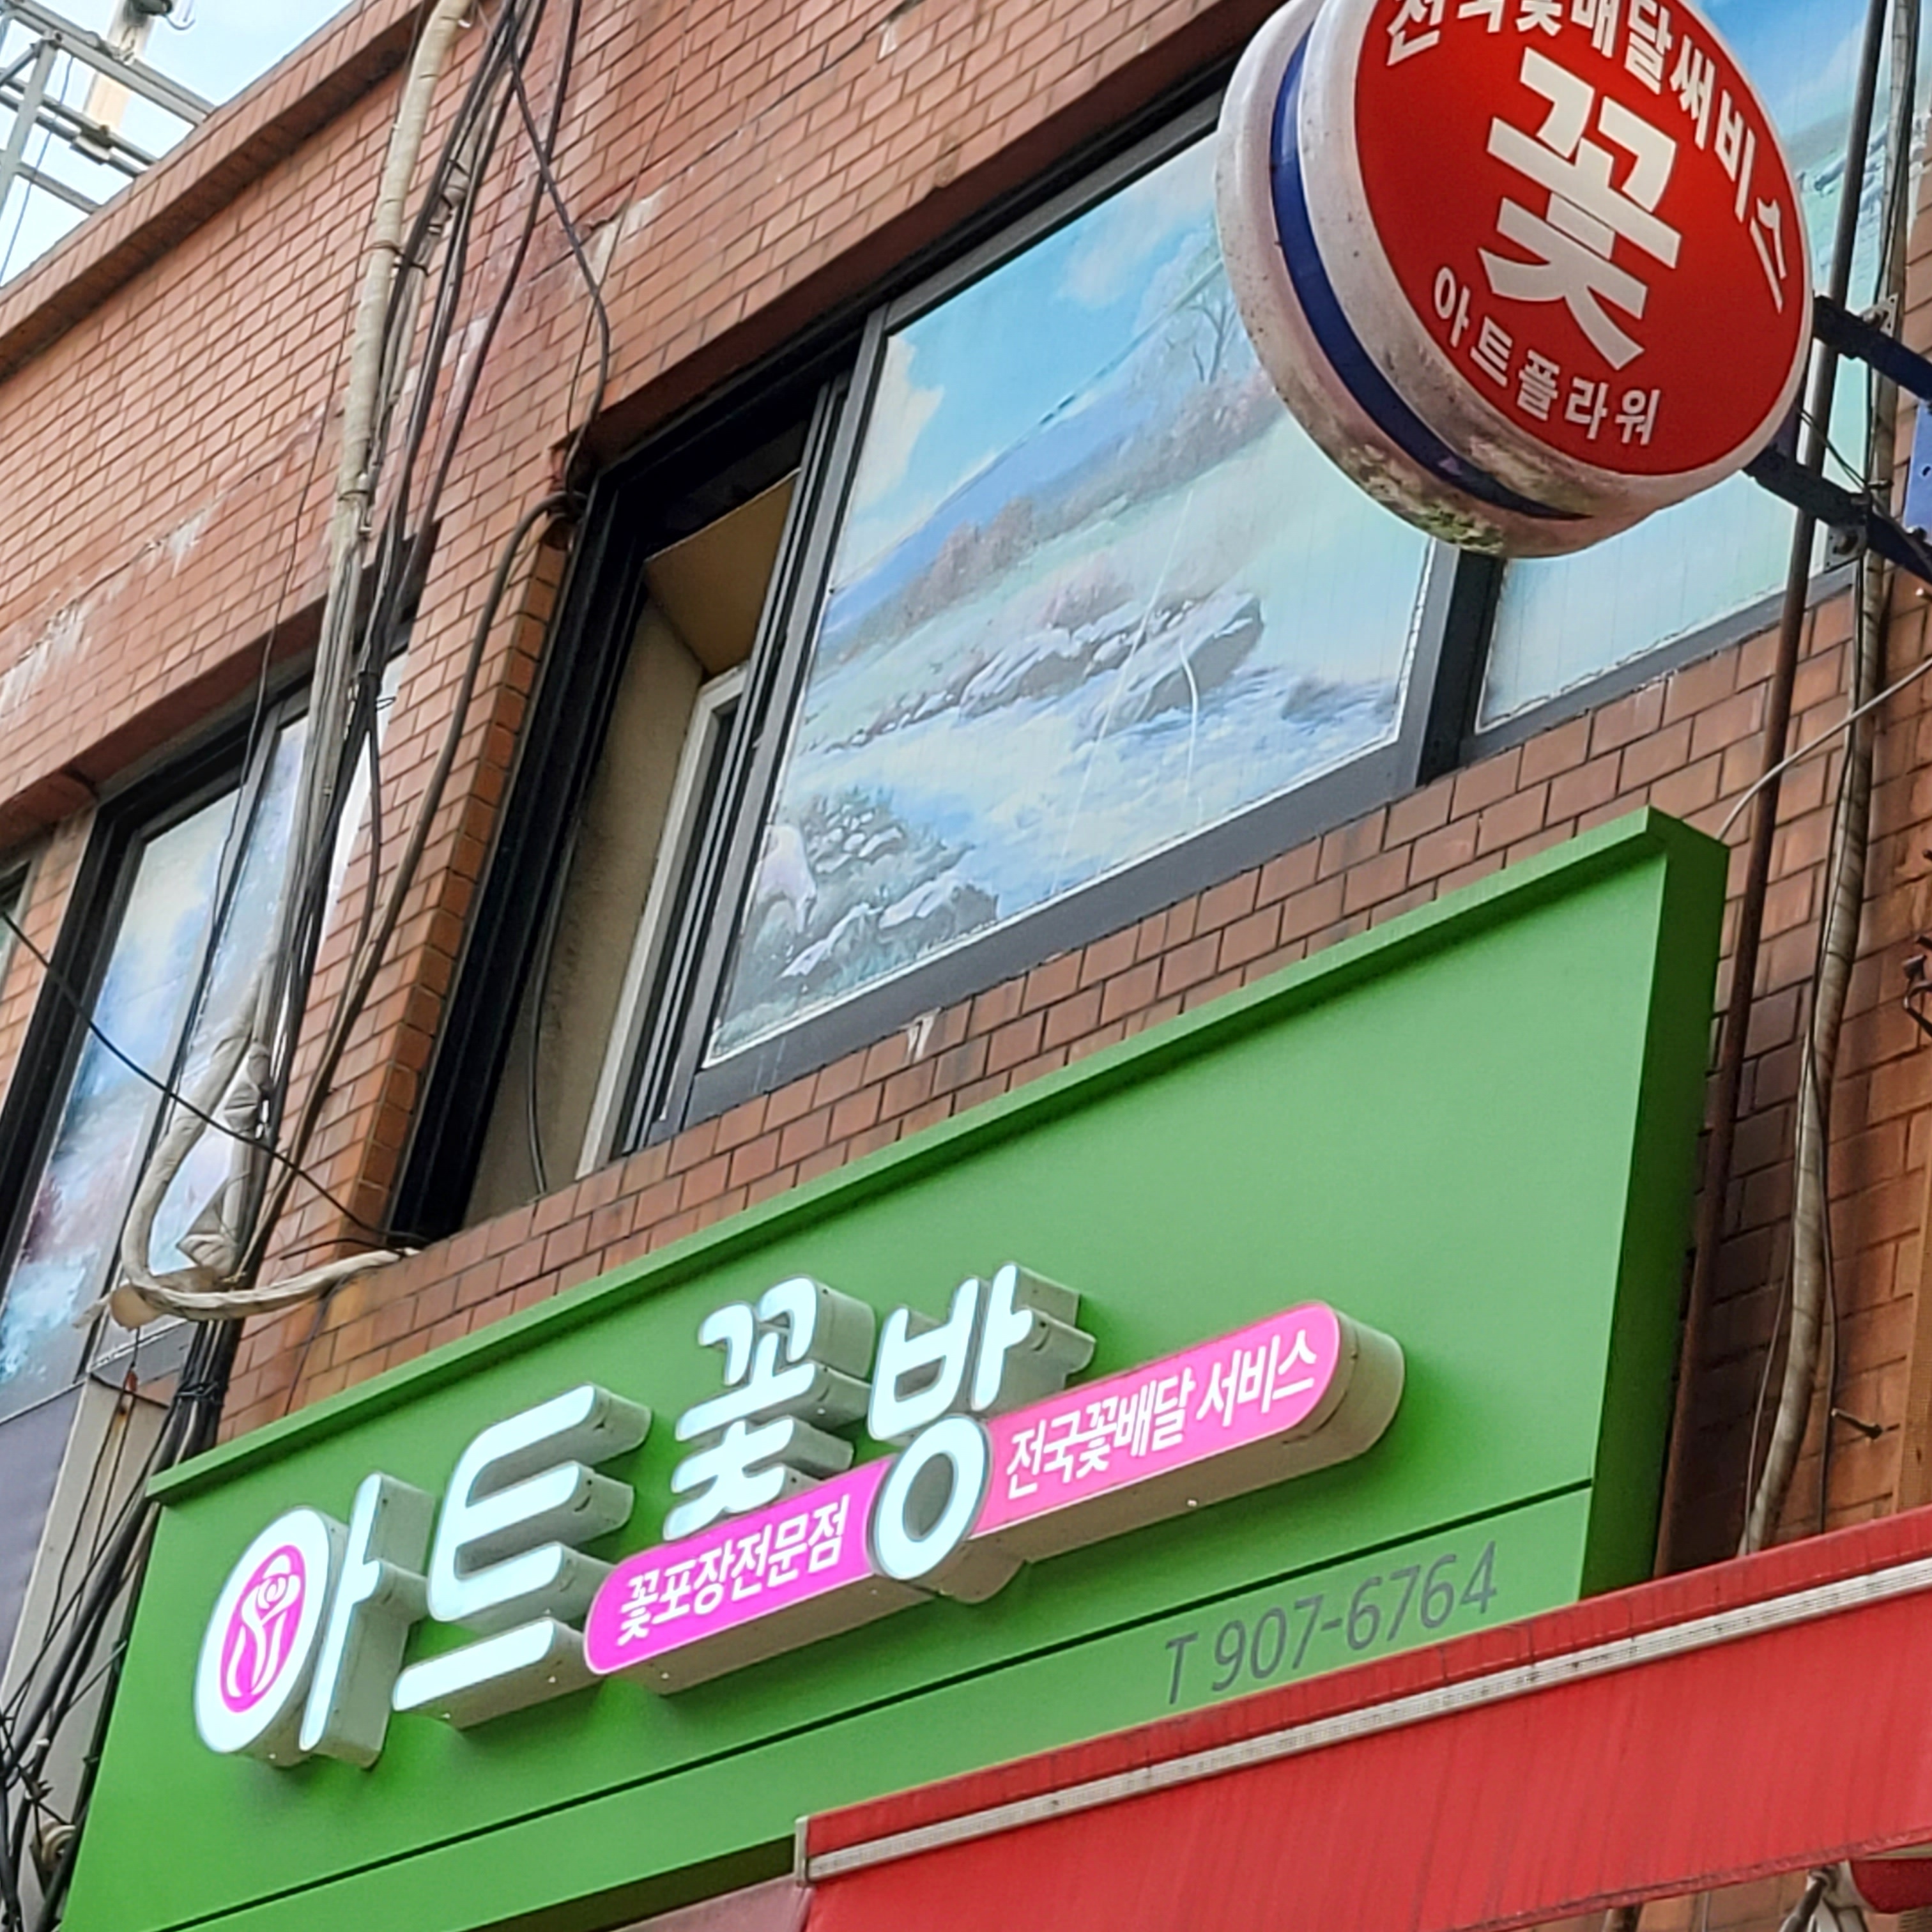 전국꽃배달써비스
꽃
아트플라워
아트꽃방
꽃포장전문점
전국꽃배달 서비스
T 907-6764